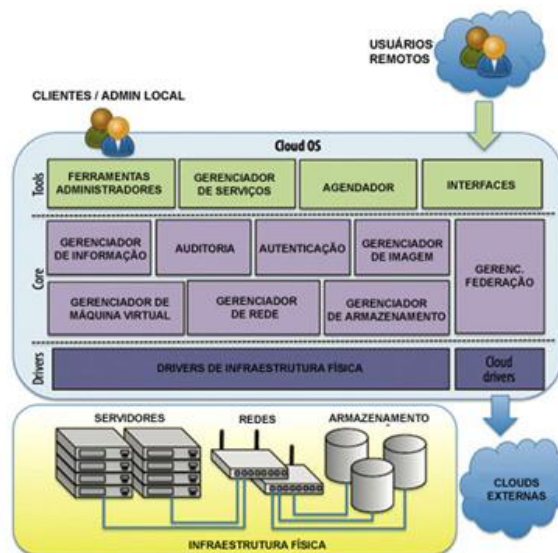 USUÁRIOS
REMOTOS
CLIENTES / ADMIN LOCAL
Cloud OS
Tools
FERRAMENTAS
ADMINISTRADORES
GERENCIADOR
DE SERVIÇOS
AGENDADOR
INTERFACES
Core
GERENCIADOR
DE INFORMAÇÃO
AUDITORIA
AUTENTICAÇÃO
GERENCIADOR
DE IMAGEM
GERENC.
FEDERAÇÃO
GERENCIADOR DE
MÁQUINA VIRTUAL
GERENCIADOR
DE REDE
GERENCIADOR
DE ARMAZENAMENTO
Drivers
DRIVERS DE INFRAESTRUTURA FÍSICA
Cloud
drivers
SERVIDORES
REDES
ARMAZENAMENTO
CLOUDS
EXTERNAS
INFRAESTRUTURA FÍSICA